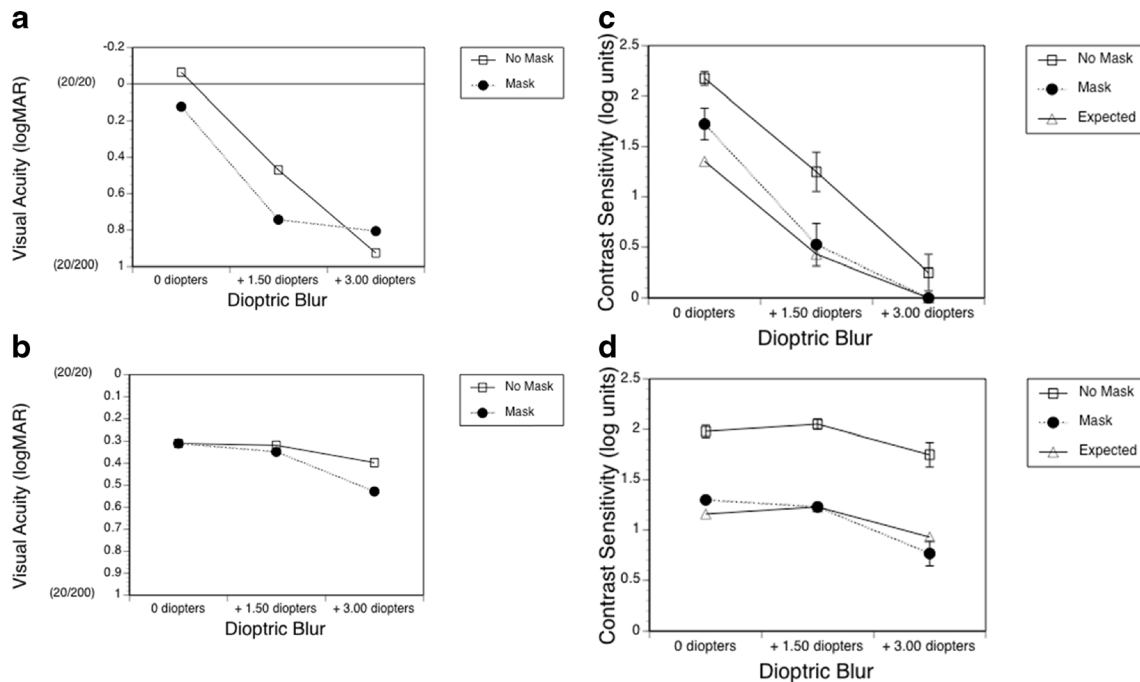 a
-0.2
(20/20)
0
0.2
0.4
0.6
0.8
(20/200)
1
Visual Acuity (logMAR)
0 diopters
+ 1.50 diopters
+ 3.00 diopters
Dioptric Blur
No Mask
Mask
b
(20/20)
0
0.1
0.2
0.3
0.4
0.5
0.6
0.7
0.8
0.9
(20/200)
1
Visual Acuity (logMAR)
0 diopters
+ 1.50 diopters
+ 3.00 diopters
Dioptric Blur
No Mask
Mask
c
2.5
2
1.5
1
0.5
0
Contrast Sensitivity (log units)
0 diopters
+ 1.50 diopters
+ 3.00 diopters
Dioptric Blur
No Mask
Mask
Expected
d
2.5
2
1.5
1
0.5
0
Contrast Sensitivity (log units)
0 diopters
+ 1.50 diopters
+ 3.00 diopters
Dioptric Blur
No Mask
Mask
Expected